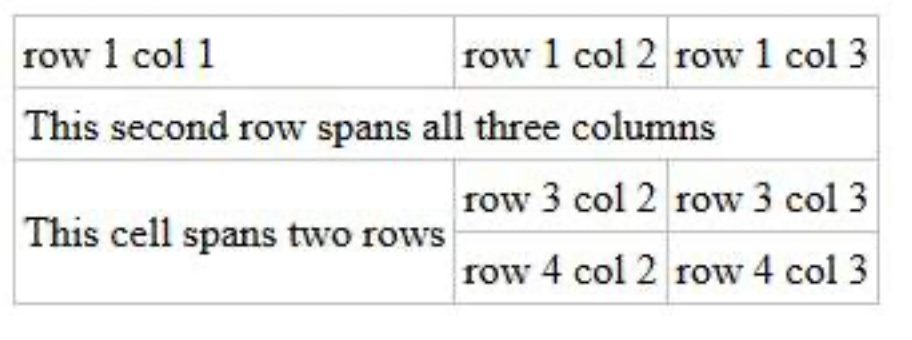 row 1 col 1 row 1 col 2 row 1 col 3
This second row spans all three columns
This cell spans two rows
row 3 col 2 row 3 col 3
row 4 col 2 row 4 col 3